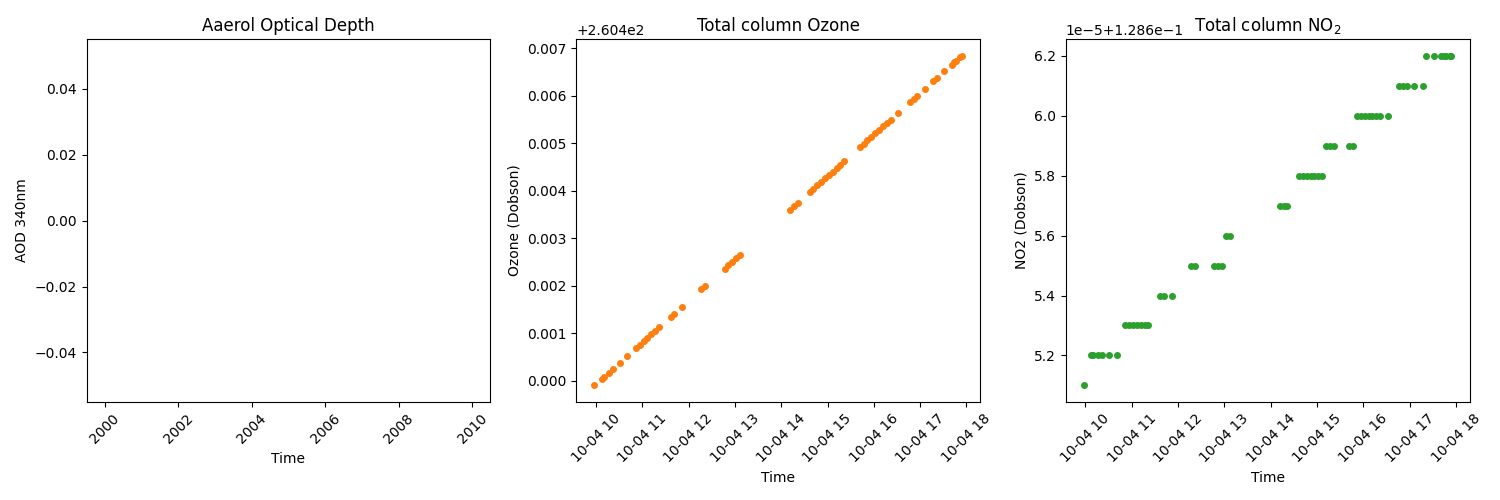 Aaerol Optical Depth
AOD 340nm
0.04
0.02
0.00
−0.02
−0.04
2000 2002 2004 2006 2008 2010
Time
Total column Ozone
+2.604e2
Ozone (Dobson)
0.007
0.006
0.005
0.004
0.003
0.002
0.001
0.000
10-04 10 10-04 11 10-04 12 10-04 13 10-04 14 10-04 15 10-04 16 10-04 17 10-04 18
Time
Total column NO₂
1e−5+1.286e−1
NO2 (Dobson)
6.2
6.0
5.8
5.6
5.4
5.2
10-04 10 10-04 11 10-04 12 10-04 13 10-04 14 10-04 15 10-04 16 10-04 17 10-04 18
Time